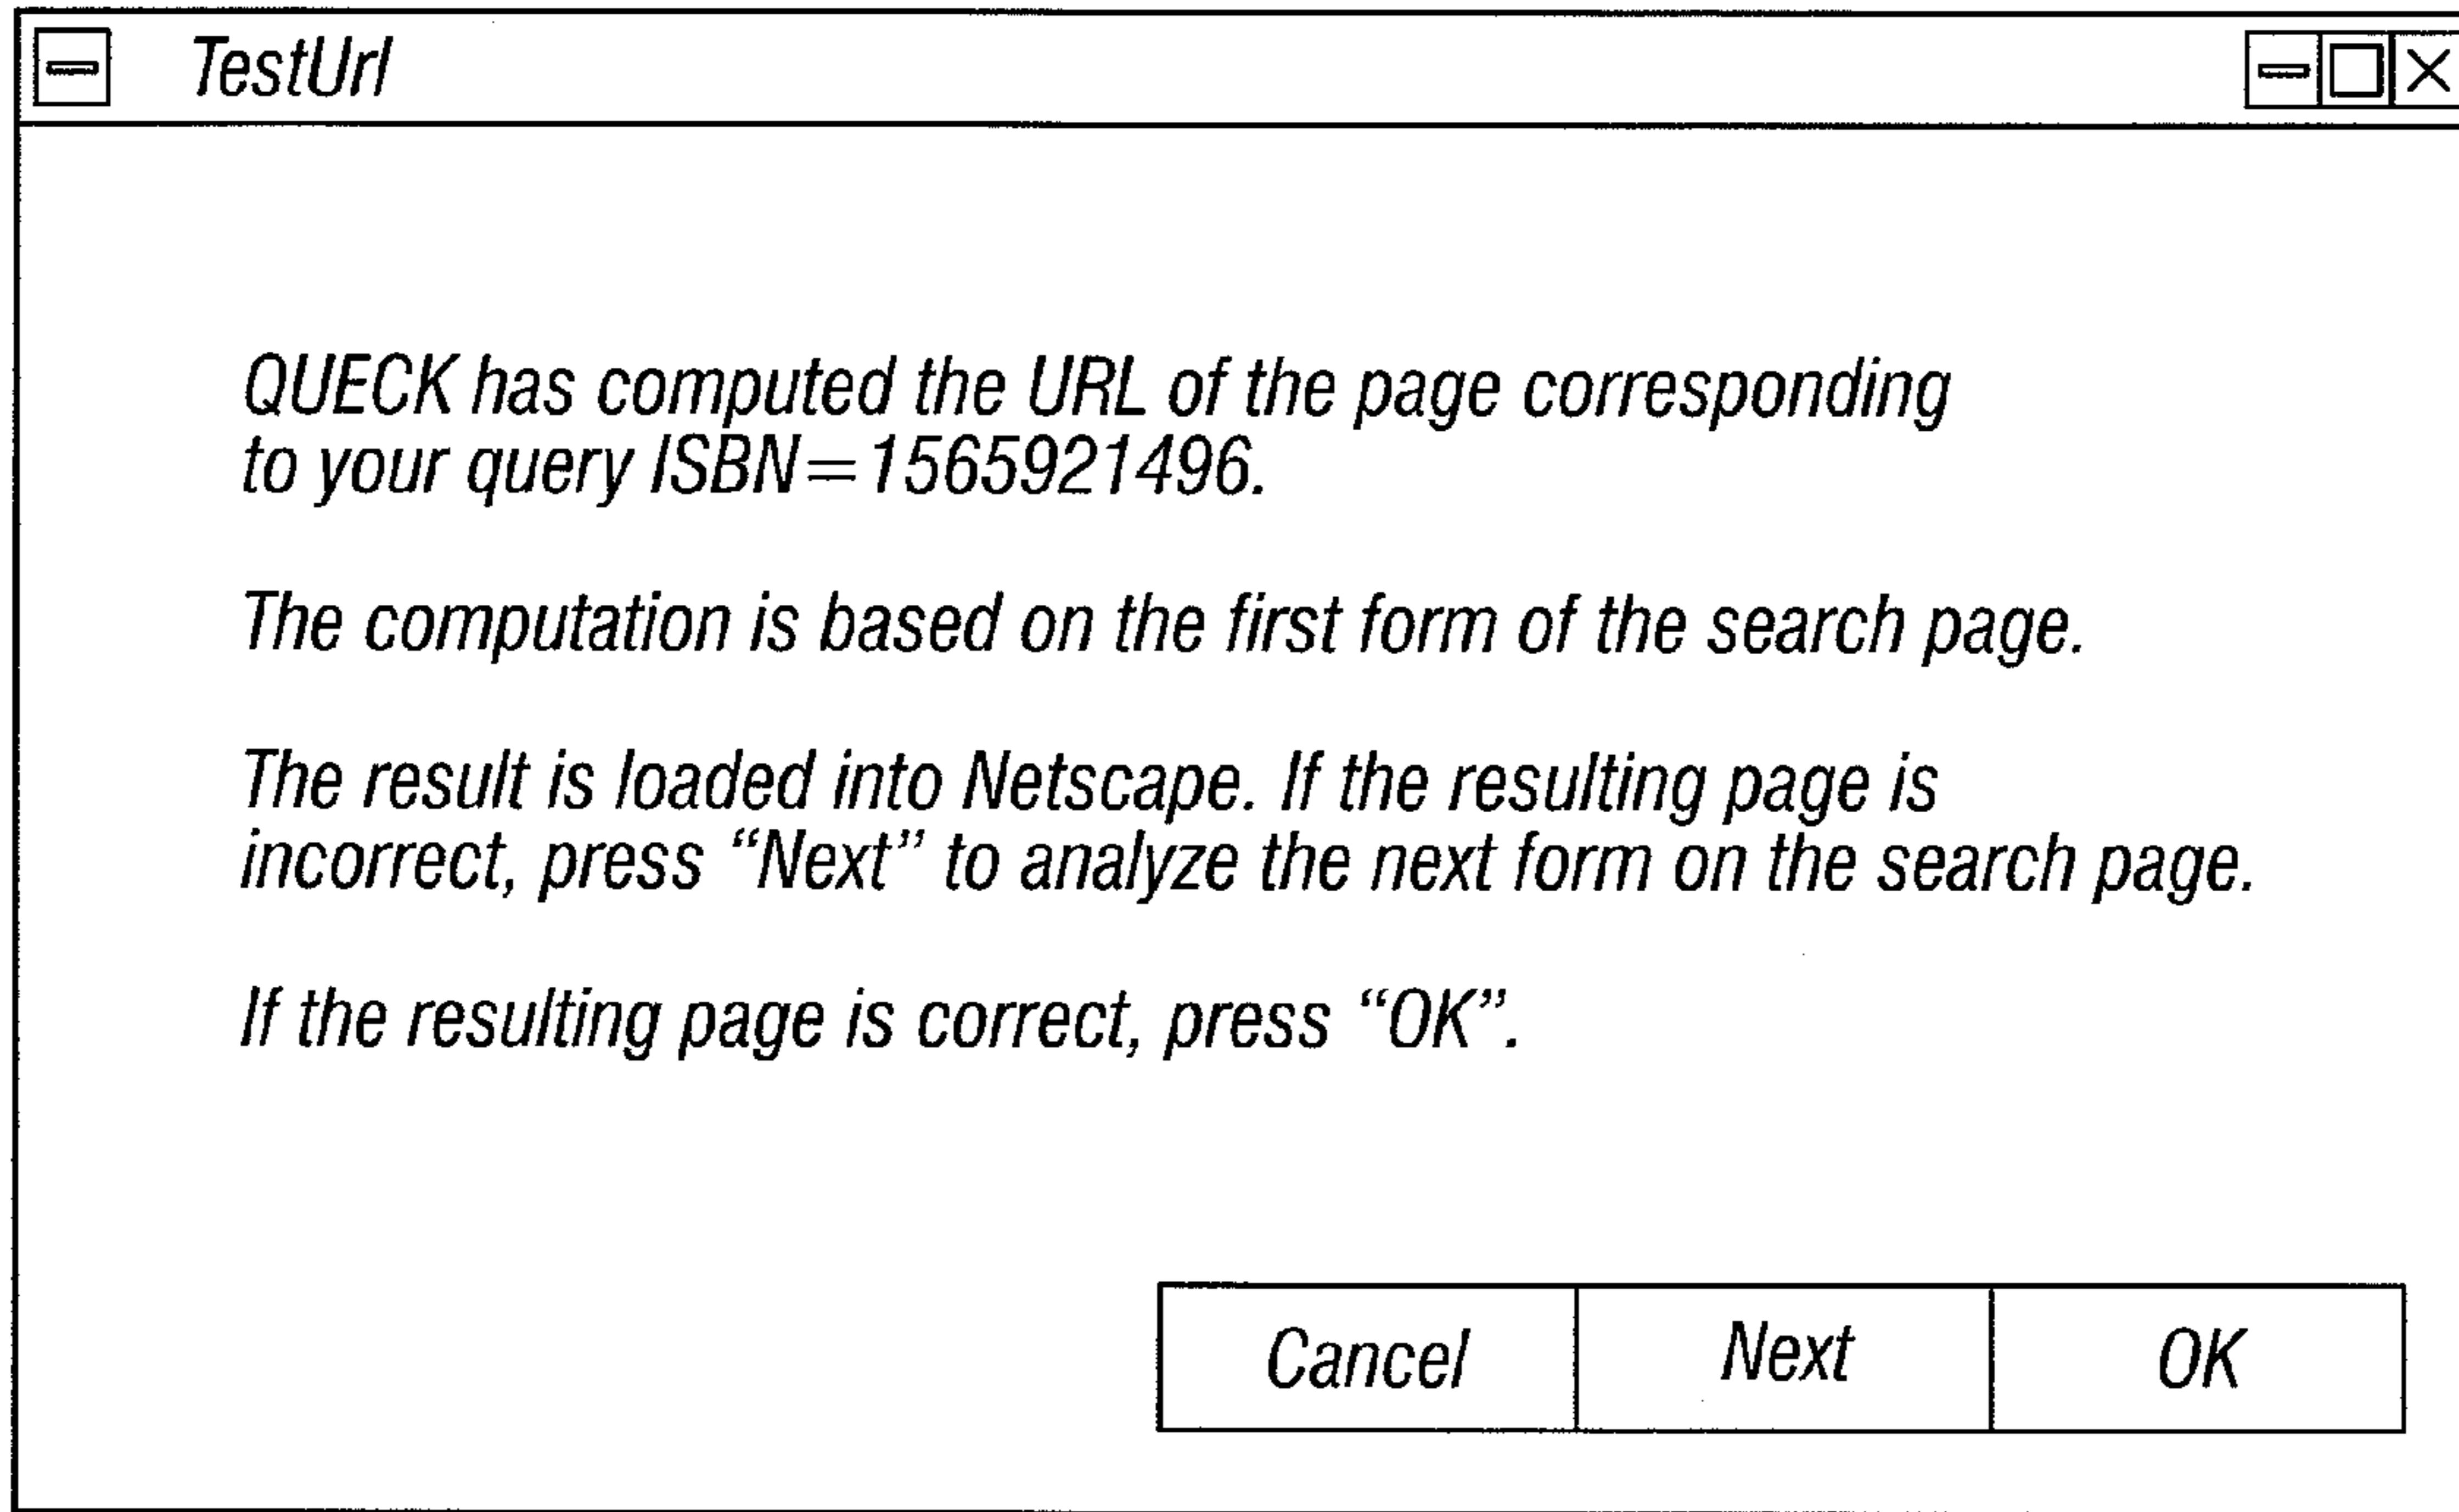 TestUrl
QUECK has computed the URL of the page corresponding
to your query ISBN=1565921496.
The computation is based on the first form of the search page.
The result is loaded into Netscape. If the resulting page is
incorrect, press “Next” to analyze the next form on the search page.
If the resulting page is correct, press “OK”.
Cancel Next OK